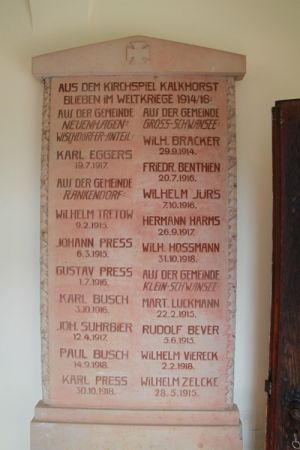 AUS DEM KIRCHSPIEL KALKHORST
BLIEBEN IM WELTKRIEGE 1914/18:
AUS DER GEMEINDE
NEUENHAGEN-
WISCHDORFER-ANTEIL:
KARL EGGERS
19.7.1917.
AUS DER GEMEINDE
RANKENDORF:
WILHELM TRETOW
9.2.1915.
JOHANN PRESS
6.3.1915.
GUSTAV PRESS
1.7.1916.
KARL BUSCH
3.10.1916.
JOH. SUHRBIER
12.4.1917.
PAUL BUSCH
14.9.1918.
KARL PRESS
30.10.1918.
AUS DER GEMEINDE
GROSS-SCHWANSEE:
WILH. BRACKER
29.9.1914.
FRIEDR. BENTHIEN
20.7.1916.
WILHELM JÜRS
7.10.1916.
HERMANN HARMS
26.9.1917.
WILH. HOSSMANN
31.10.1918.
AUS DER GEMEINDE
KLEIN-SCHWANSEE
MART. LUCKMANN
22.2.1915.
RUDOLF BEVER
5.6.1915.
WILHELM VIERECK
2.2.1918.
WILHELM ZELCKE
28.5.1915.